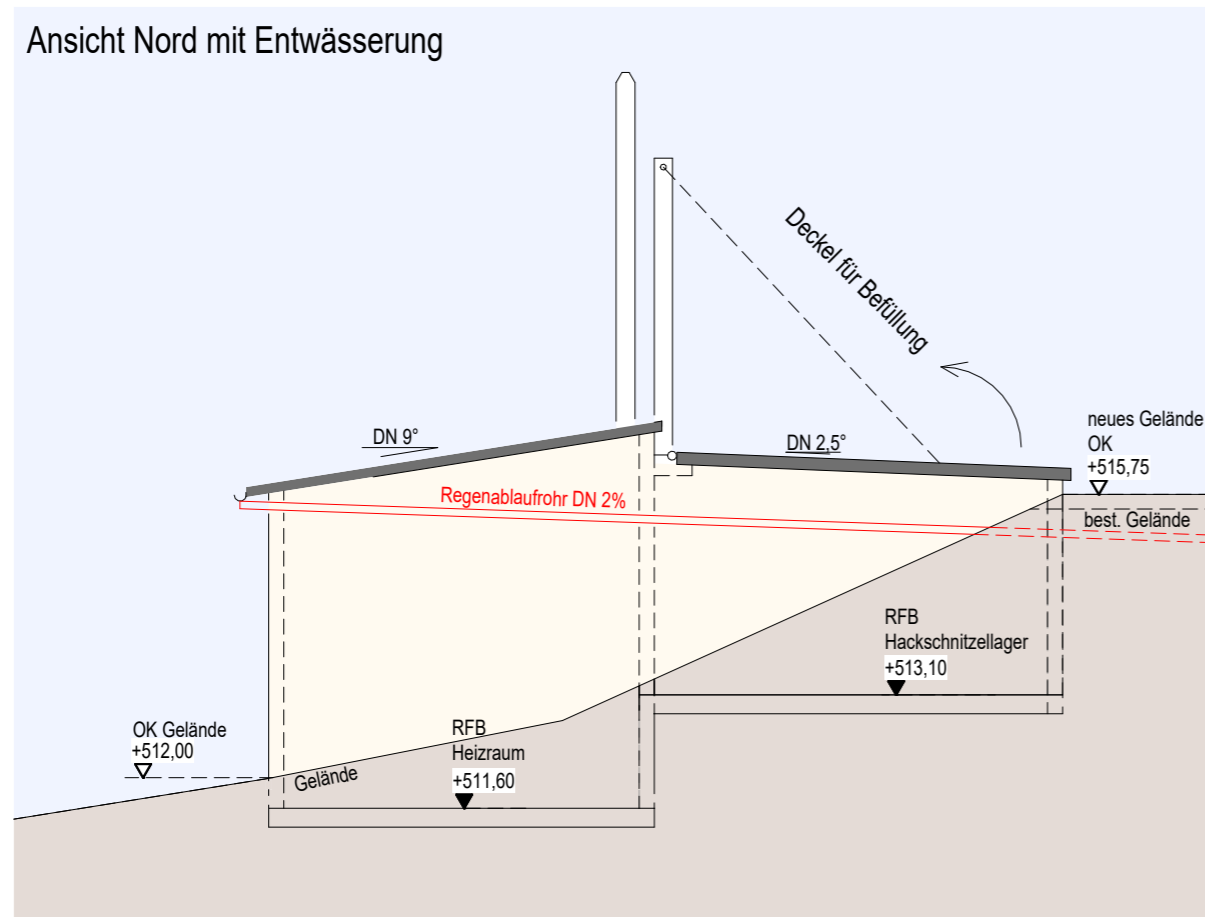 Ansicht Nord mit Entwässerung
Deckel für Befüllung
DN 9°
DN 2,5°
neues Gelände
OK
+515,75
Regenablaufrohr DN 2%
best. Gelände
RFB
Hackschnitzellager
+513,10
OK Gelände
+512,00
RFB
Heizraum
+511,60
Gelände